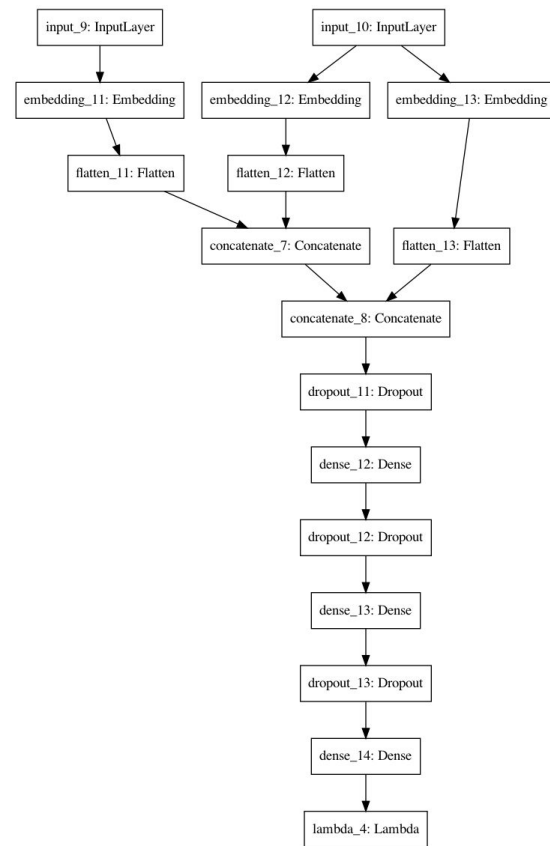 input_9: InputLayer
input_10: InputLayer
embedding_11: Embedding
embedding_12: Embedding
embedding_13: Embedding
flatten_11: Flatten
flatten_12: Flatten
concatenate_7: Concatenate
flatten_13: Flatten
concatenate_8: Concatenate
dropout_11: Dropout
dense_12: Dense
dropout_12: Dropout
dense_13: Dense
dropout_13: Dropout
dense_14: Dense
lambda_4: Lambda